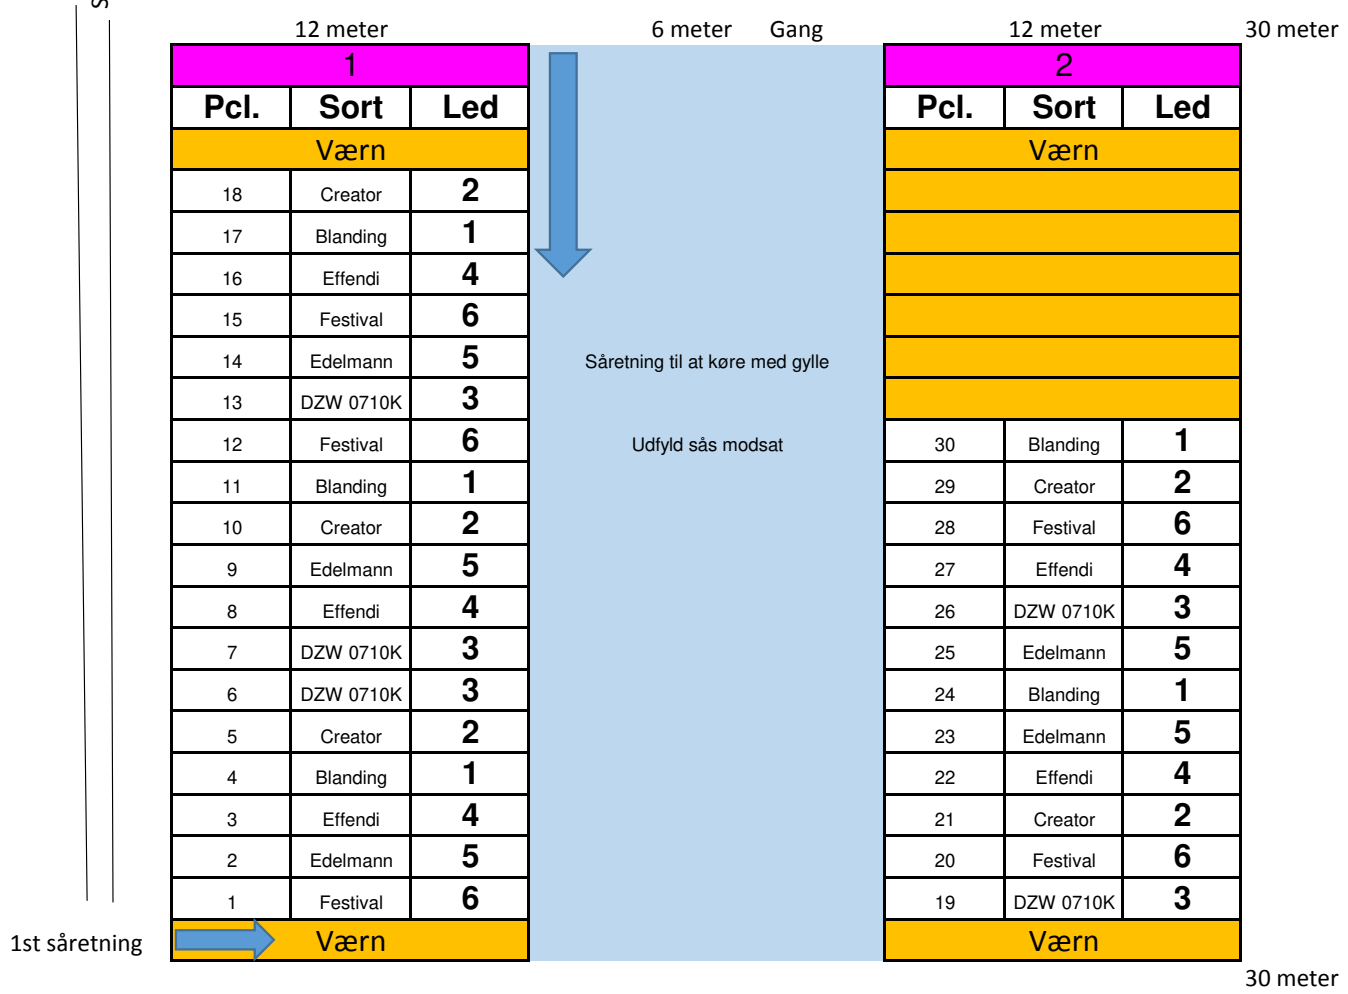 12 meter 6 meter Gang 12 meter 30 meter
1 2
Pcl. Sort Led Pcl. Sort Led
Værn Værn
18 Creator 2
17 Blanding 1
16 Effendi 4
15 Festival 6
14 Edelmann 5 Såretning til at køre med gylle
13 DZW 0710K 3
12 Festival 6 Udfyld sås modsat 30 Blanding 1
11 Blanding 1 29 Creator 2
10 Creator 2 28 Festival 6
9 Edelmann 5 27 Effendi 4
8 Effendi 4 26 DZW 0710K 3
7 DZW 0710K 3 25 Edelmann 5
6 DZW 0710K 3 24 Blanding 1
5 Creator 2 23 Edelmann 5
4 Blanding 1 22 Effendi 4
3 Effendi 4 21 Creator 2
2 Edelmann 5 20 Festival 6
1 Festival 6 19 DZW 0710K 3
1st såretning Værn Værn
30 meter